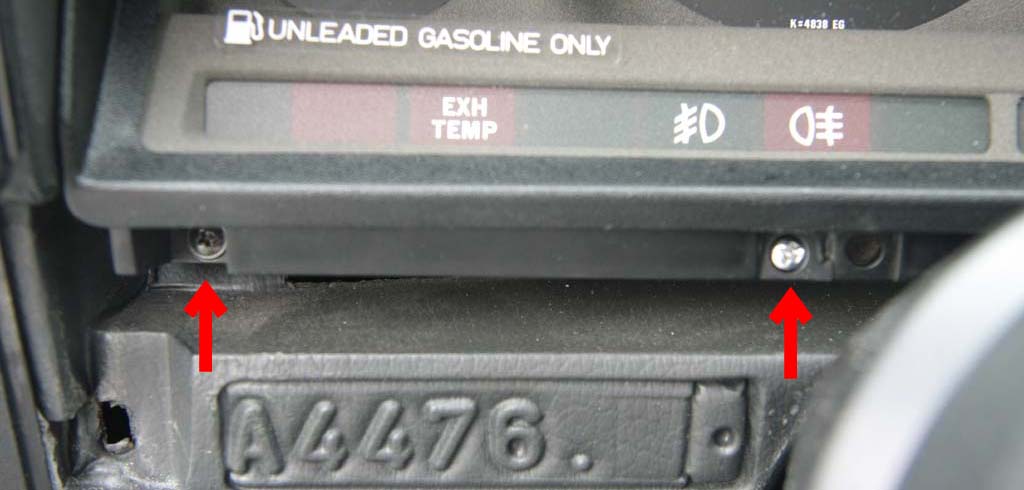 K=4838 EG
UNLEADED GASOLINE ONLY
EXH
TEMP
A4476.